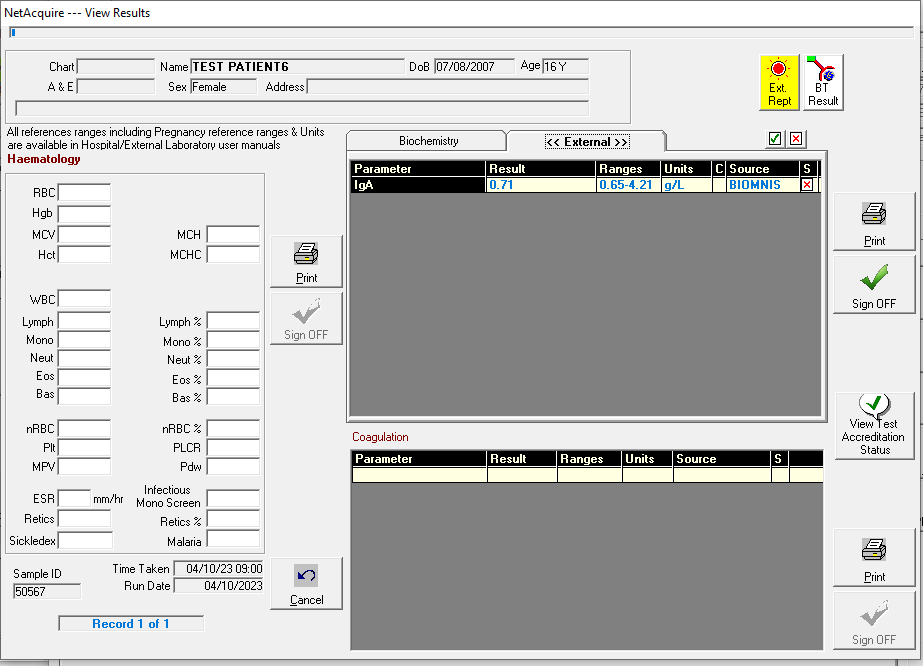 NetAcquire --- View Results
Chart
Name TEST PATIENT6
DoB 07/08/2007
Age 16 Y
A & E
Sex Female
Address
Ext. Rept
BT Result
All references ranges including Pregnancy reference ranges & Units
are available in Hospital/External Laboratory user manuals
Haematology
Biochemistry
<< External >>
Parameter Result Ranges Units C Source S
IgA 0.71 0.65-4.21 g/L BIOMNIS
RBC
Hgb
MCV MCH
Hct MCHC
WBC
Lymph Lymph %
Mono Mono %
Neut Neut %
Eos Eos %
Bas Bas %
nRBC nRBC %
Plt PLCR
MPV Pdw
ESR mm/hr Infectious
Mono Screen
Retics Retics %
Sickledex Malaria
Print
Sign OFF
Print
Sign OFF
View Test
Accreditation
Status
Coagulation
Parameter Result Ranges Units Source S
Print
Sign OFF
Sample ID
50567
Time Taken 04/10/23 09:00
Run Date 04/10/2023
Record 1 of 1
Cancel